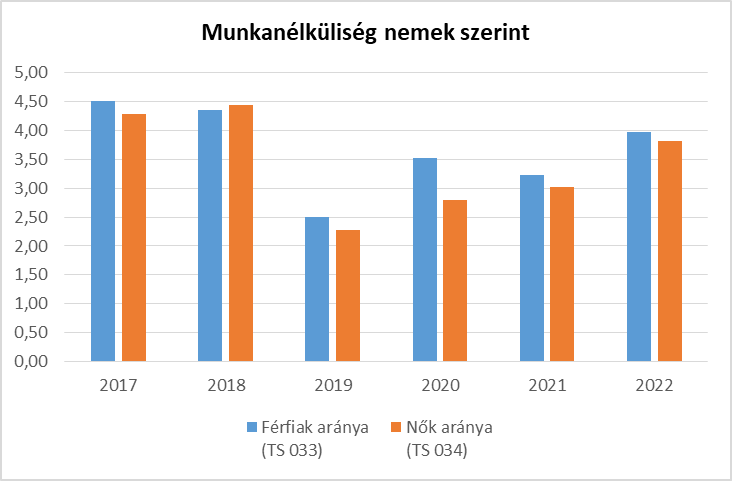 Munkanélküliség nemek szerint
5,00
4,50
4,00
3,50
3,00
2,50
2,00
1,50
1,00
0,50
0,00
2017 2018 2019 2020 2021 2022
Férfiak aránya Nők aránya
(TS 033) (TS 034)